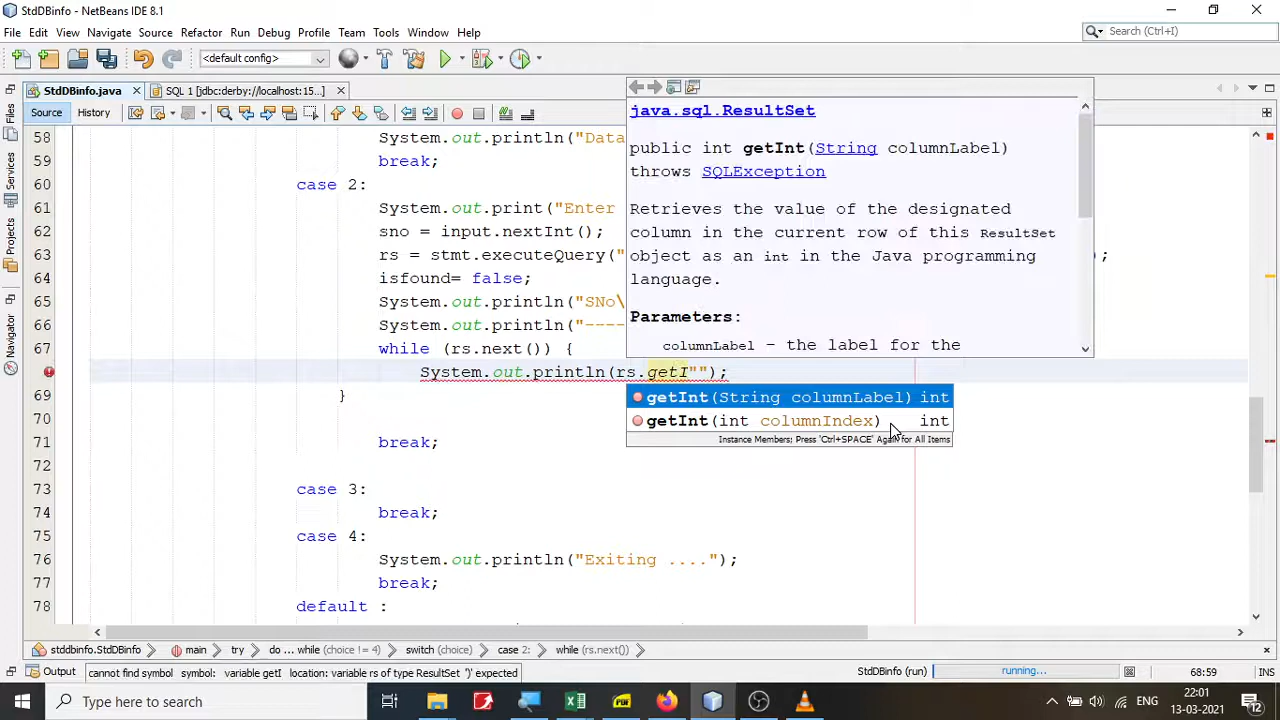 StdDBinfo - NetBeans IDE 8.1
File Edit View Navigate Source Refactor Run Debug Profile Team Tools Window Help
Search (Ctrl+I)
<default config>
StdDBinfo.java
SQL 1 [jdbc:derby://localhost:15...]
Source History
Files
Services
Projects
Navigator
java.sql.ResultSet
public int getInt(String columnLabel)
throws SQLException
Retrieves the value of the designated
column in the current row of this ResultSet
object as an int in the Java programming
language.
Parameters:
columnLabel – the label for the
58 System.out.println("Data
59 break;
60 case 2:
61 System.out.print("Enter
62 sno = input.nextInt();
63 rs = stmt.executeQuery(" );
64 isfound= false;
65 System.out.println("SNo\
66 System.out.println("----
67 while (rs.next()) {
System.out.println(rs.getI"");
69 }
70
71 break;
72
73 case 3:
74 break;
75 case 4:
76 System.out.println("Exiting ....");
77 break;
78 default :
getInt(String columnLabel) int
getInt(int columnIndex) int
Instance Members; Press 'Ctrl+SPACE' Again for All Items
stddbinfo.StdDBinfo main try do ... while (choice != 4) switch (choice) case 2: while (rs.next())
Output
cannot find symbol symbol: variable getI location: variable rs of type ResultSet ')' expected
StdDBinfo (run)
running...
68:59
INS
Type here to search
ENG
22:01
13-03-2021
12